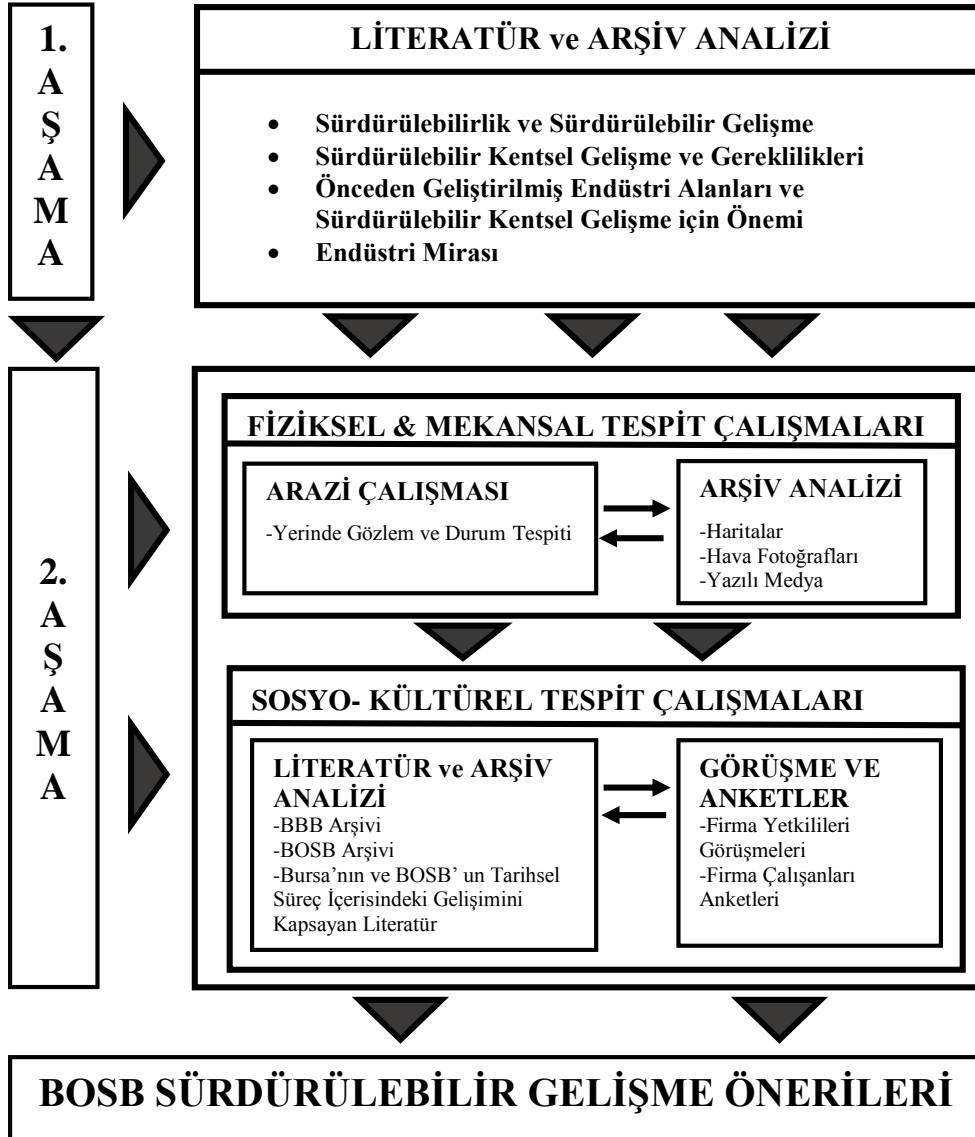 1.
A
Ş
A
M
A
LİTERATÜR ve ARŞİV ANALİZİ
• Sürdürülebilirlik ve Sürdürülebilir Gelişme
• Sürdürülebilir Kentsel Gelişme ve Gereklilikleri
• Önceden Geliştirilmiş Endüstri Alanları ve
Sürdürülebilir Kentsel Gelişme için Önemi
• Endüstri Mirası
2.
A
Ş
A
M
A
FİZİKSEL & MEKANSAL TESPİT ÇALIŞMALARI
ARAZİ ÇALIŞMASI
-Yerinde Gözlem ve Durum Tespiti
ARŞİV ANALİZİ
-Haritalar
-Hava Fotoğrafları
-Yazılı Medya
SOSYO- KÜLTÜREL TESPİT ÇALIŞMALARI
LİTERATÜR ve ARŞİV
ANALİZİ
-BBB Arşivi
-BOSB Arşivi
-Bursa’nın ve BOSB’ un Tarihsel
Süreç İçerisindeki Gelişimini
Kapsayan Literatür
GÖRÜŞME VE
ANKETLER
-Firma Yetkilileri
Görüşmeleri
-Firma Çalışanları
Anketleri
BOSB SÜRDÜRÜLEBİLİR GELİŞME ÖNERİLERİ